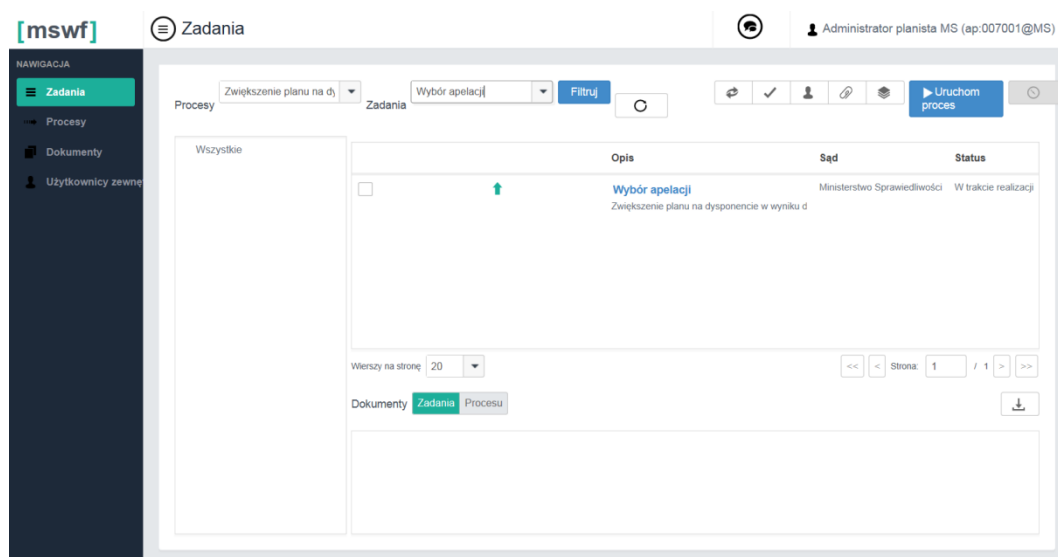 [mswf]
Zadania
Administrator planista MS (ap:007001@MS)
NAWIGACJA
Zadania
Procesy
Dokumenty
Użytkownicy zewnę
Procesy
Zwiększenie planu na dy
Zadania
Wybór apelacji
Filtruj
Uruchom
proces
Wszystkie
Opis Sąd Status
Wybór apelacji Ministerstwo Sprawiedliwości W trakcie realizacji
Zwiększenie planu na dysponencie w wyniku d
Wierszy na stronę 20 << < Strona: 1 / 1 > >>
Dokumenty Zadania Procesu